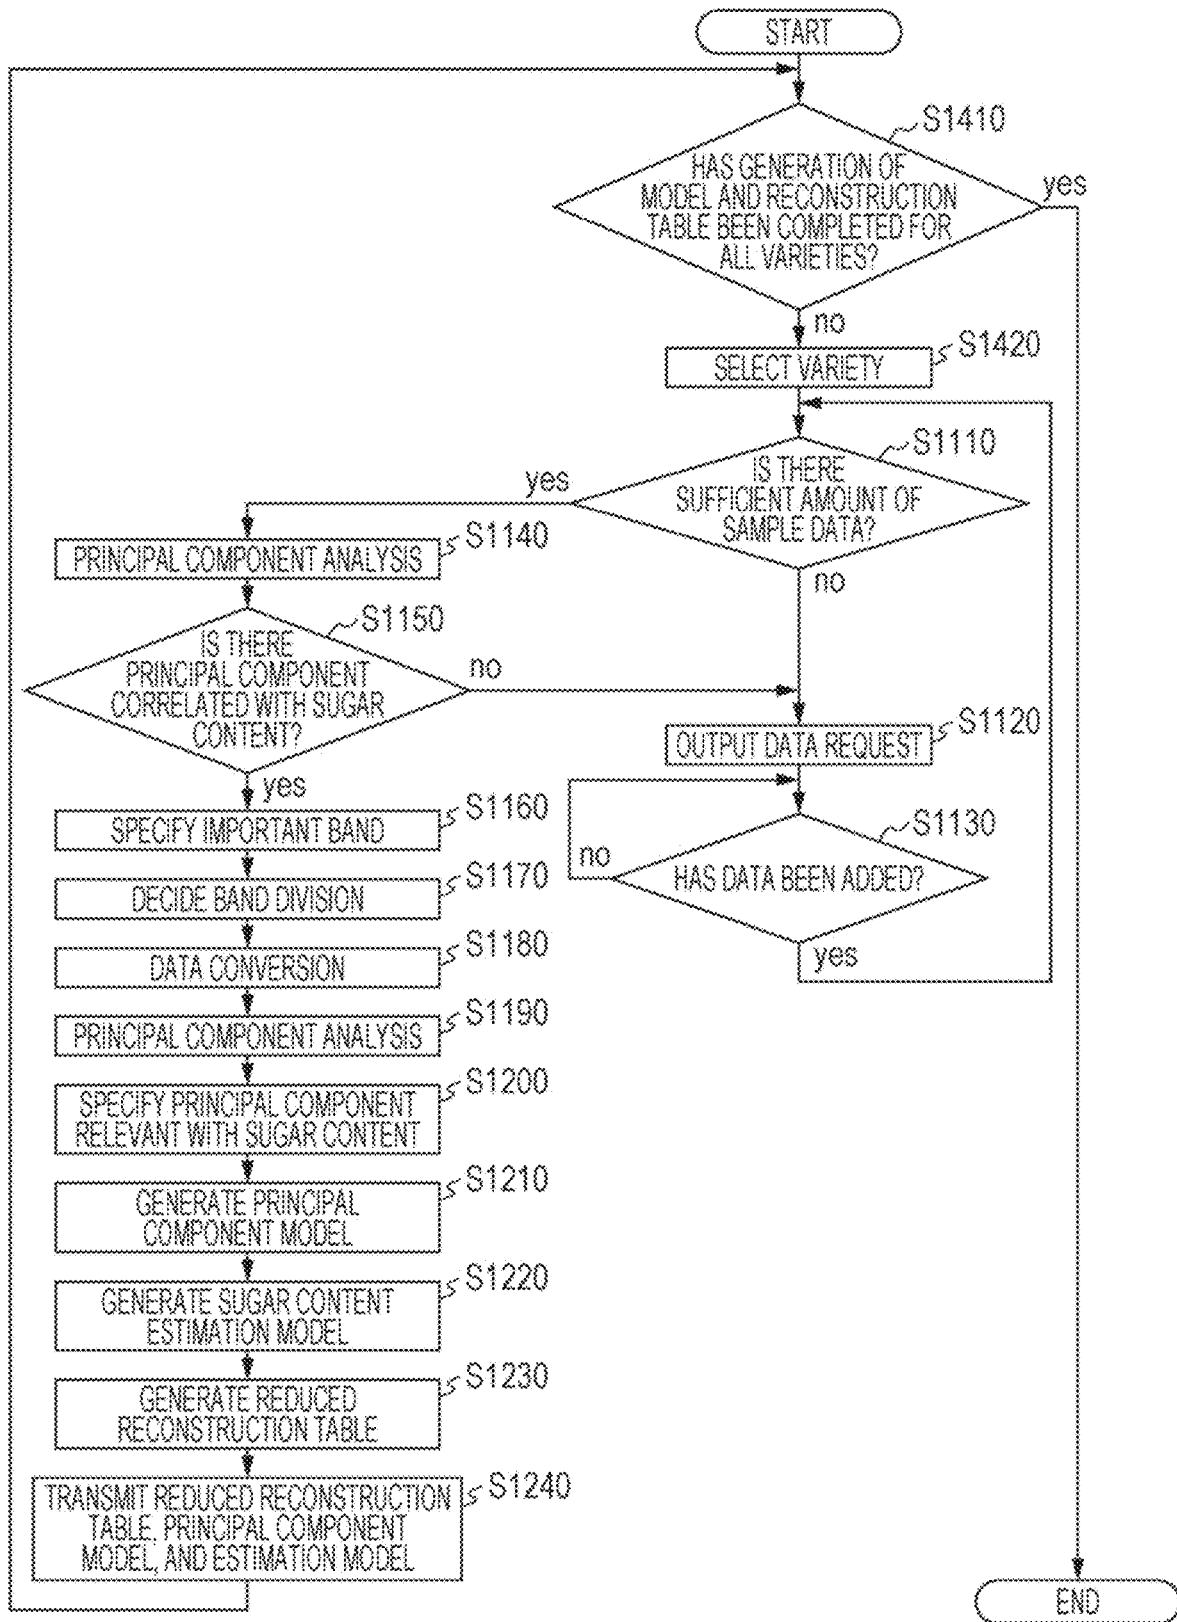 START
S1410
HAS GENERATION OF
MODEL AND RECONSTRUCTION
TABLE BEEN COMPLETED FOR
ALL VARIETIES?
yes
no
S1420
SELECT VARIETY
S1110
IS THERE
SUFFICIENT AMOUNT OF
SAMPLE DATA?
yes
no
S1140
PRINCIPAL COMPONENT ANALYSIS
S1150
IS THERE
PRINCIPAL COMPONENT
CORRELATED WITH SUGAR
CONTENT?
no
yes
S1120
OUTPUT DATA REQUEST
S1130
HAS DATA BEEN ADDED?
no
yes
S1160
SPECIFY IMPORTANT BAND
S1170
DECIDE BAND DIVISION
S1180
DATA CONVERSION
S1190
PRINCIPAL COMPONENT ANALYSIS
S1200
SPECIFY PRINCIPAL COMPONENT
RELEVANT WITH SUGAR CONTENT
S1210
GENERATE PRINCIPAL
COMPONENT MODEL
S1220
GENERATE SUGAR CONTENT
ESTIMATION MODEL
S1230
GENERATE REDUCED
RECONSTRUCTION TABLE
S1240
TRANSMIT REDUCED RECONSTRUCTION
TABLE, PRINCIPAL COMPONENT
MODEL, AND ESTIMATION MODEL
END